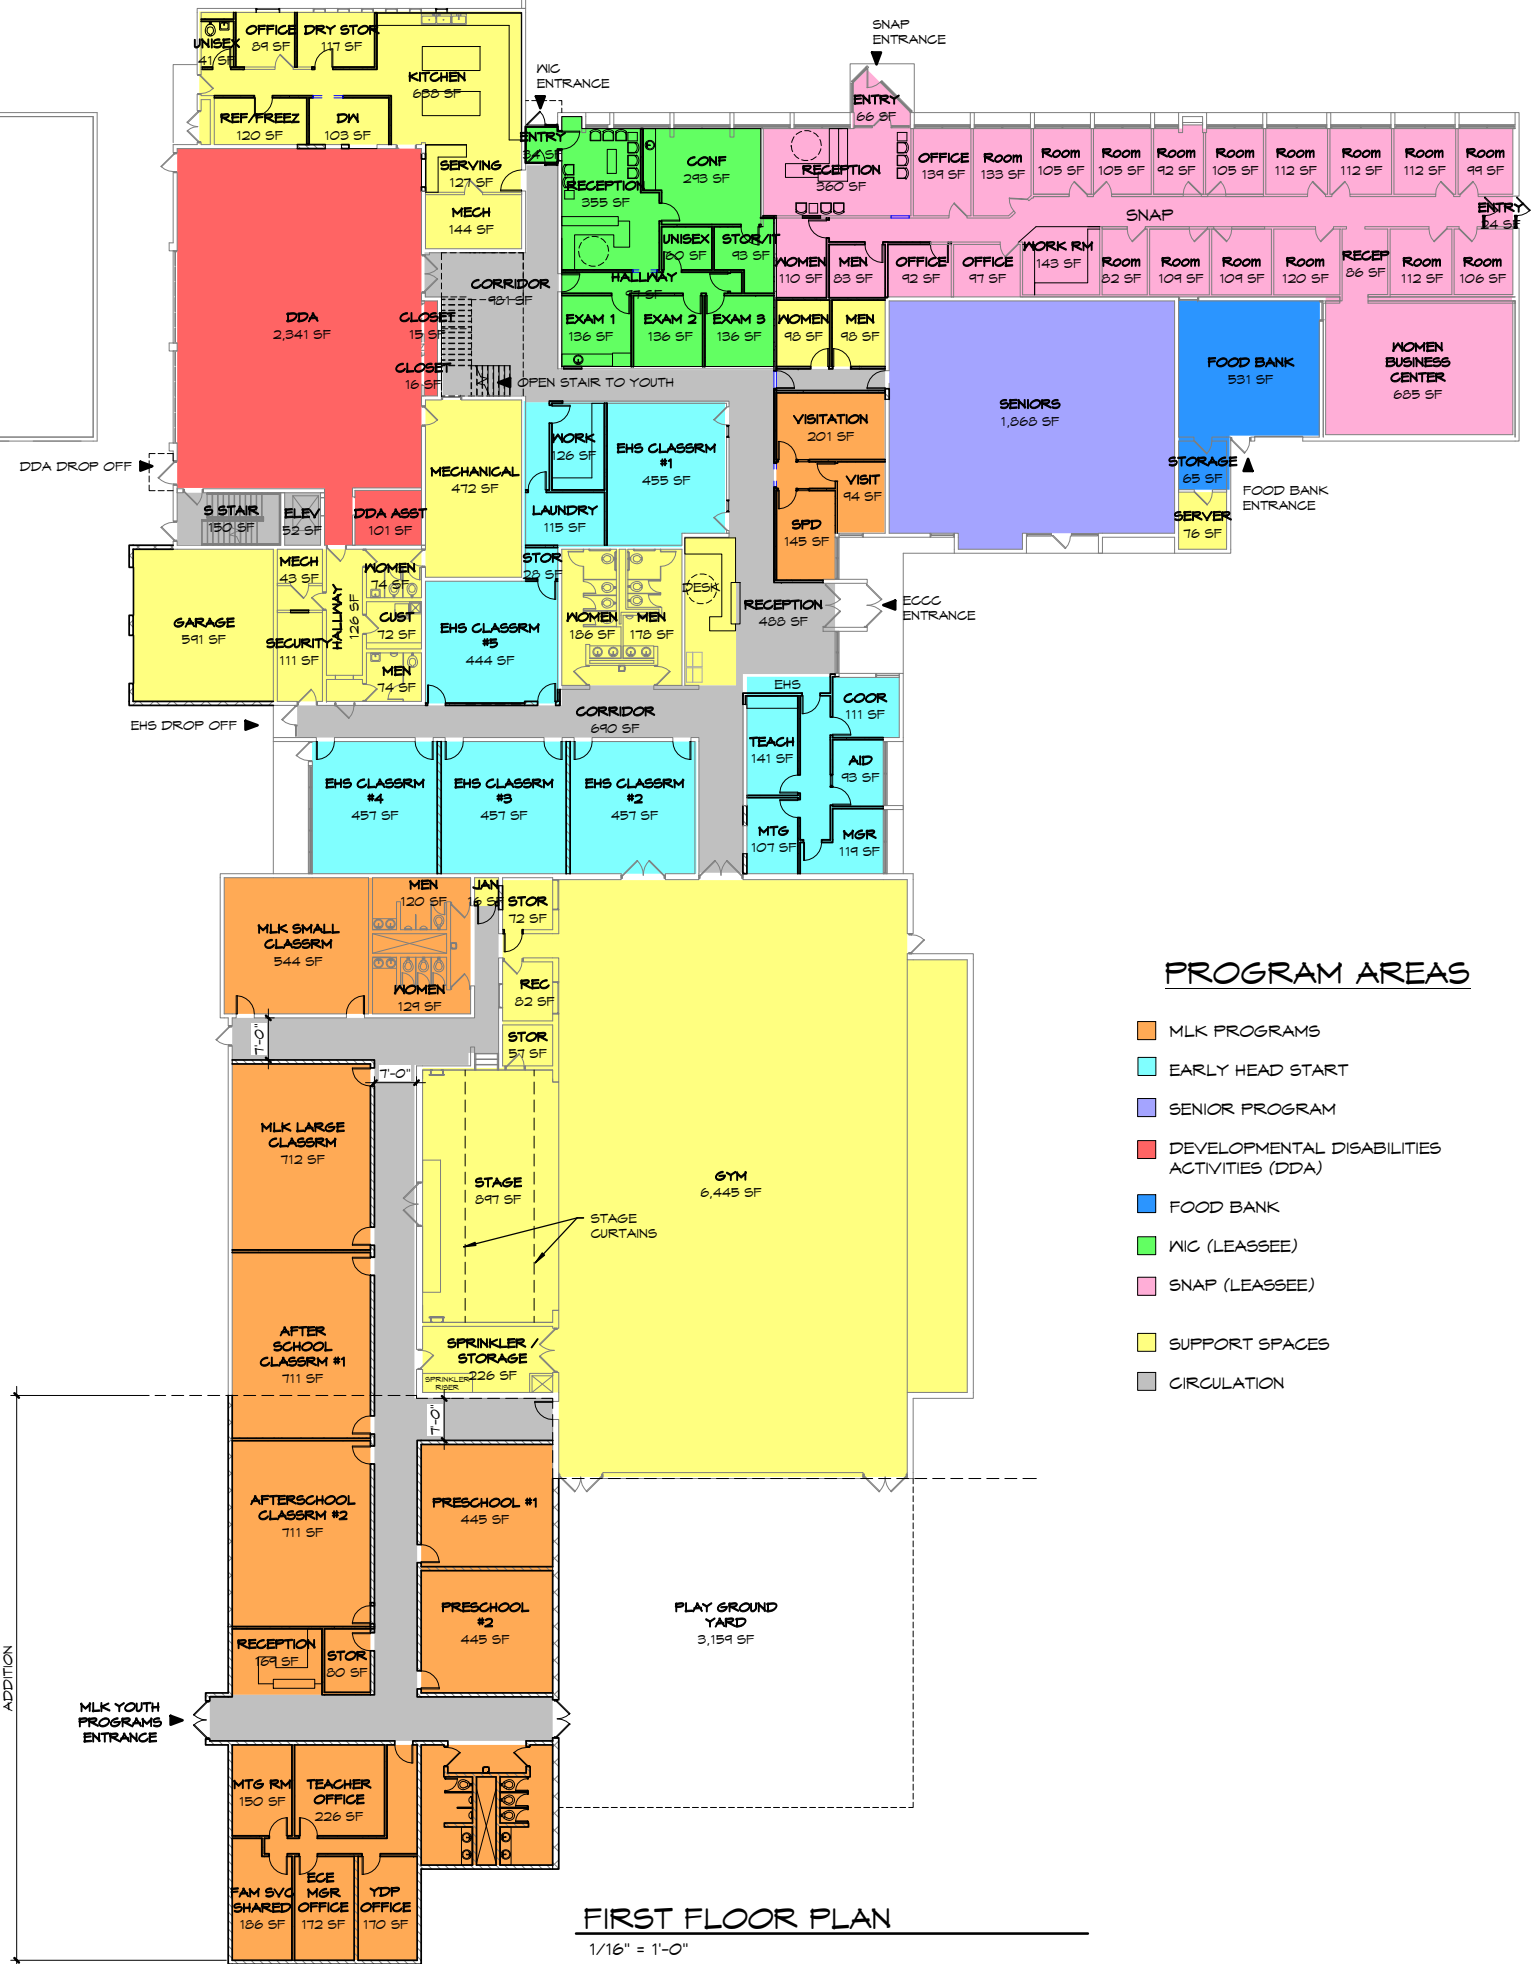 SNAP
ENTRANCE
WIC
ENTRANCE
UNISEX
41 SF
OFFICE
89 SF
DRY STOR
117 SF
KITCHEN
638 SF
REF/FREEZ
120 SF
DW
103 SF
SERVING
127 SF
MECH
144 SF
ENTRY
34 SF
RECEPTION
355 SF
CONF
293 SF
UNISEX
60 SF
STOR/IT
93 SF
HALLWAY
97 SF
EXAM 1
136 SF
EXAM 2
136 SF
EXAM 3
136 SF
ENTRY
66 SF
RECEPTION
360 SF
OFFICE
139 SF
Room
133 SF
Room
105 SF
Room
105 SF
Room
92 SF
Room
105 SF
Room
112 SF
Room
112 SF
Room
112 SF
Room
99 SF
SNAP
ENTRY
24 SF
WOMEN
110 SF
MEN
83 SF
OFFICE
92 SF
OFFICE
97 SF
WORK RM
143 SF
Room
82 SF
Room
109 SF
Room
109 SF
Room
120 SF
RECEP
86 SF
Room
112 SF
Room
106 SF
DDA
2,341 SF
CORRIDOR
981 SF
CLOSET
15 SF
CLOSET
16 SF
OPEN STAIR TO YOUTH
WOMEN
98 SF
MEN
98 SF
SENIORS
1,868 SF
FOOD BANK
531 SF
WOMEN
BUSINESS
CENTER
685 SF
VISITATION
201 SF
VISIT
94 SF
SPD
145 SF
STORAGE
65 SF
SERVER
76 SF
FOOD BANK
ENTRANCE
DDA DROP OFF
MECHANICAL
472 SF
WORK
126 SF
EHS CLASSRM
#1
455 SF
LAUNDRY
115 SF
STOR
28 SF
S STAIR
150 SF
ELEV
52 SF
DDA ASST
101 SF
GARAGE
591 SF
MECH
43 SF
SECURITY
111 SF
HALLWAY
126 SF
WOMEN
74 SF
CUST
72 SF
MEN
74 SF
EHS CLASSRM
#5
444 SF
WOMEN
186 SF
MEN
178 SF
DESK
RECEPTION
488 SF
ECCC
ENTRANCE
EHS DROP OFF
CORRIDOR
690 SF
EHS
COOR
111 SF
TEACH
141 SF
AID
93 SF
MTG
107 SF
MGR
119 SF
EHS CLASSRM
#4
457 SF
EHS CLASSRM
#3
457 SF
EHS CLASSRM
#2
457 SF
MLK SMALL
CLASSRM
544 SF
MEN
120 SF
WOMEN
129 SF
JAN
16 SF
STOR
72 SF
REC
82 SF
STOR
57 SF
7'-0"
7'-0"
MLK LARGE
CLASSRM
712 SF
STAGE
897 SF
GYM
6,445 SF
STAGE
CURTAINS
AFTER
SCHOOL
CLASSRM #1
711 SF
SPRINKLER /
STORAGE
226 SF
SPRINKLER
RISER
7'-0"
AFTERSCHOOL
CLASSRM #2
711 SF
PRESCHOOL #1
445 SF
PRESCHOOL
#2
445 SF
PLAY GROUND
YARD
3,159 SF
RECEPTION
169 SF
STOR
80 SF
ADDITION
MLK YOUTH
PROGRAMS
ENTRANCE
MTG RM
150 SF
TEACHER
OFFICE
226 SF
FAM SVC
SHARED
186 SF
ECE
MGR
OFFICE
172 SF
YDP
OFFICE
170 SF
PROGRAM AREAS
MLK PROGRAMS
EARLY HEAD START
SENIOR PROGRAM
DEVELOPMENTAL DISABILITIES
ACTIVITIES (DDA)
FOOD BANK
WIC (LEASSEE)
SNAP (LEASSEE)
SUPPORT SPACES
CIRCULATION
FIRST FLOOR PLAN
1/16" = 1'-0"